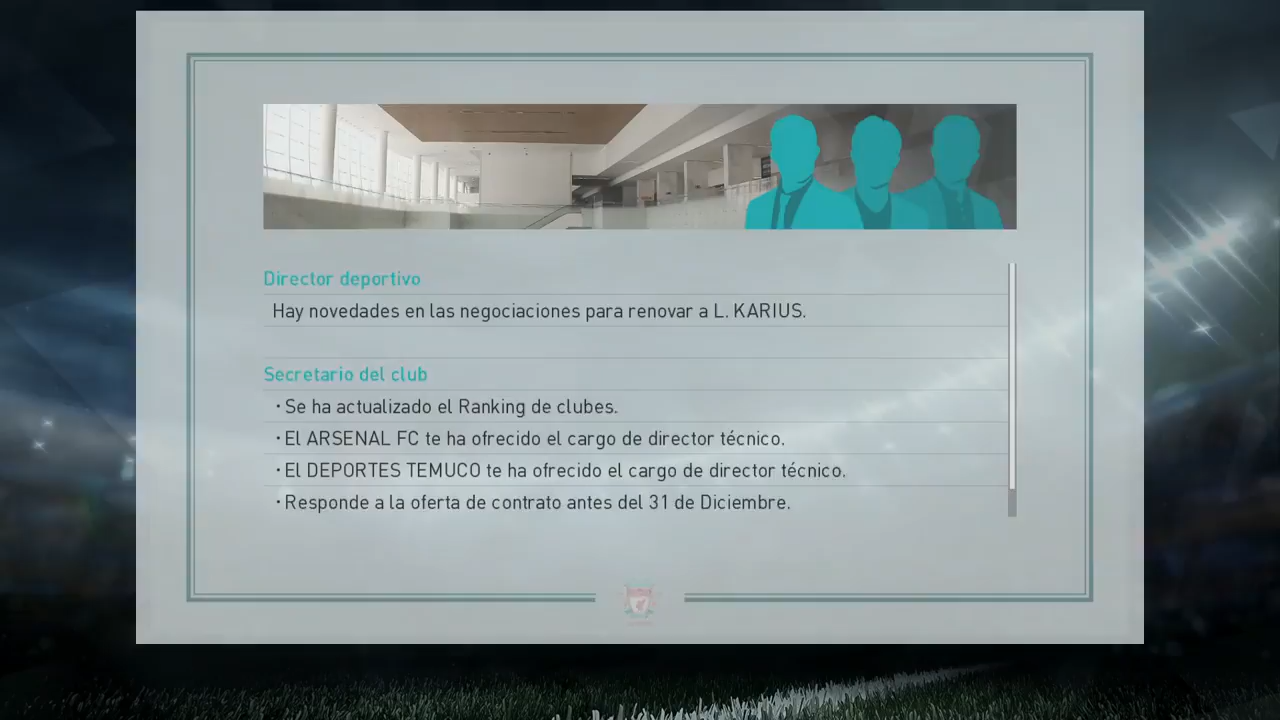 Director deportivo
Hay novedades en las negociaciones para renovar a L. KARIUS.
Secretario del club
・Se ha actualizado el Ranking de clubes.
・El ARSENAL FC te ha ofrecido el cargo de director técnico.
・El DEPORTES TEMUCO te ha ofrecido el cargo de director técnico.
・Responde a la oferta de contrato antes del 31 de Diciembre.